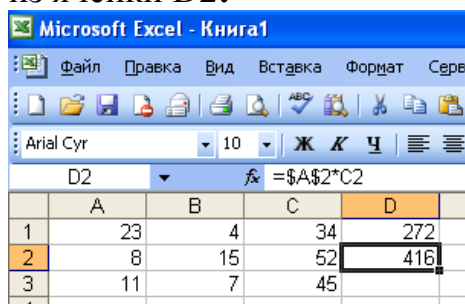 из ячейки D2?
Microsoft Excel - Книга1
Файл Правка Вид Вставка Формат
Arial Cyr 10 Ж К Ч
D2 fx =$A$2*C2
A B C D
1 23 4 34 272
2 8 15 52 416
3 11 7 45